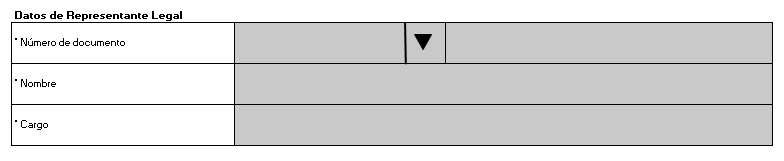 Datos de Representante Legal
* Número de documento
* Nombre
* Cargo